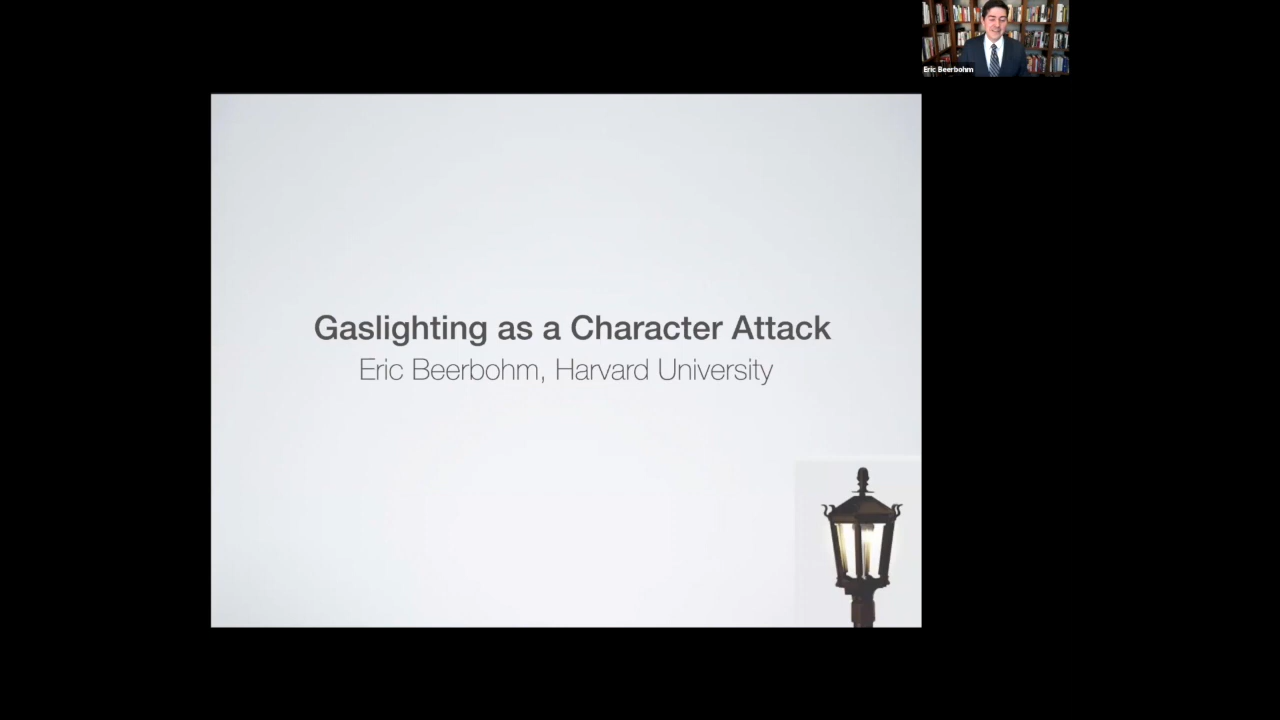 Eric Beerbohm
Gaslighting as a Character Attack
Eric Beerbohm, Harvard University